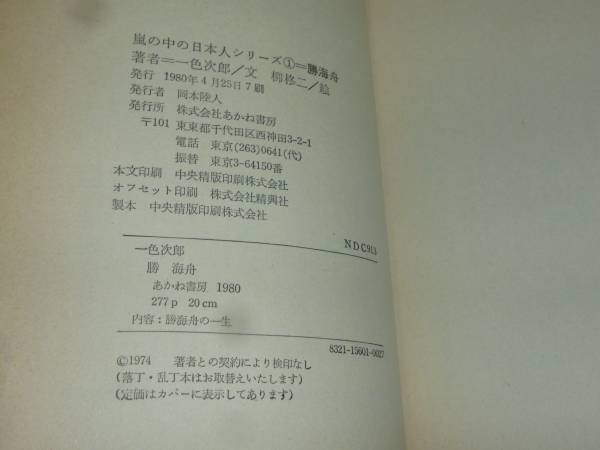 嵐の中の日本人シリーズ①=勝海舟
著者=一色次郎/文 柳柊二/絵
発行 1980年4月25日7刷
発行者 岡本陸人
発行所 株式会社あかね書房
〒101 東東都千代田区西神田3-2-1
電話 東京(263)0641(代)
振替 東京3-64150番
本文印刷 中央精版印刷株式会社
オフセット印刷 株式会社精興社
製本 中央精版印刷株式会社
NDC913
一色次郎
勝 海舟
あかね書房 1980
277p 20cm
内容:勝海舟の一生
8321-15601-0027
©1974 著者との契約により検印なし
(落丁・乱丁本はお取替えいたします)
(定価はカバーに表示してあります)